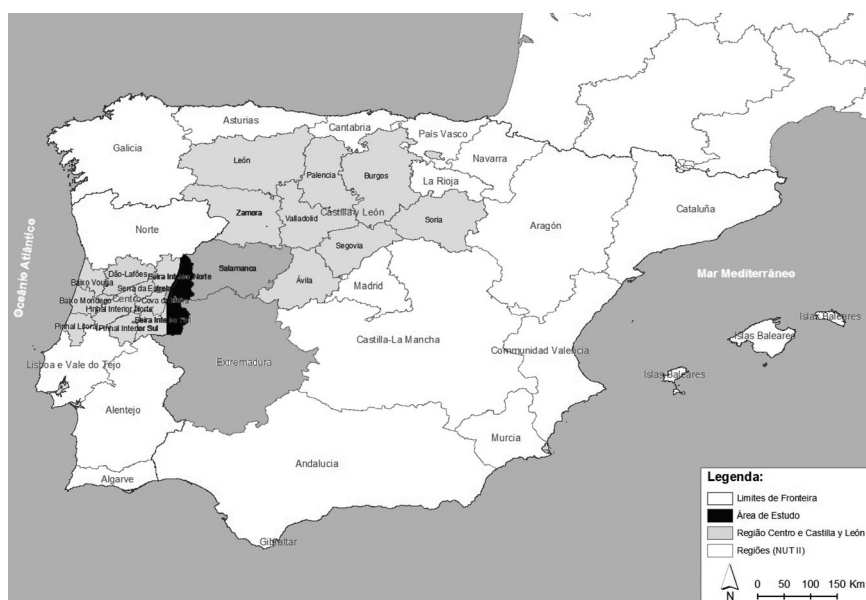 Asturias
Cantabria
País Vasco
Galicia
León
Navarra
Palencia
Burgos
La Rioja
Cataluña
Zamora
Castilla y León
Valladolid
Soria
Aragón
Norte
Segovia
Oceânio Atlântico
Dão-Lafões
Salamanca
Mar Mediterrâneo
Baixo Vouga
Ávila
Madrid
Serra da Estrela
Baixo Mondego
Centro
Pinhal Interior Norte
Islas Baleares
Pinhal Litoral
Pinhal Interior Sul
Islas Baleares
Castilla-La Mancha
Communidad Valencia
Lisboa e Vale do Tejo
Extremadura
Islas Baleares
Alentejo
Murcia
Andalucia
Algarve
Gibraltar
Legenda:
Limites de Fronteira
Área de Estudo
Região Centro e Castilla y León
Regiões (NUT II)
N
0 50 100 150 Km